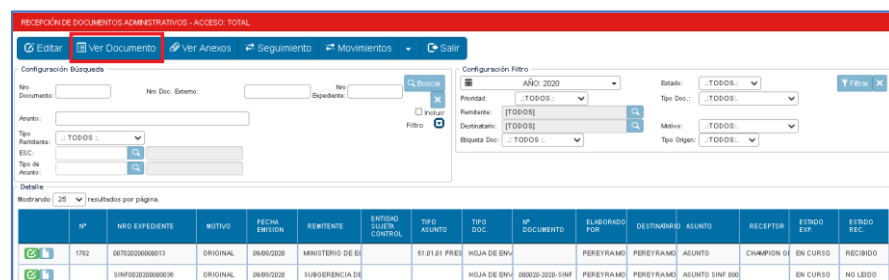 RECEPCIÓN DE DOCUMENTOS ADMINISTRATIVOS - ACCESO: TOTAL
Editar Ver Documento Ver Anexos Seguimiento Movimientos Salir
Configuración Búsqueda
Nro Documento: Nro Doc. Externo: Nro Expediente: Buscar
Asunto: Incluir Filtro
Tipo Remitente: .: TODOS :.
ESC:
Tipo de Asunto:
Configuración Filtro
AÑO: 2020 Estado: .:TODOS.: Filtrar
Prioridad: .:TODOS:. Tipo Doc.: .:TODOS:.
Remitente: [TODOS]
Destinatario: [TODOS] Motivo: .:TODOS:.
Etiqueta Doc: .: TODOS :. Tipo Origen: .:TODOS:.
Detalle
Mostrando 25 resultados por página.
Nº NRO EXPEDIENTE MOTIVO FECHA EMISION REMITENTE ENTIDAD SUJETA CONTROL TIPO ASUNTO TIPO DOC. Nº DOCUMENTO ELABORADO POR DESTINATARIO ASUNTO RECEPTOR ESTADO EXP. ESTADO REC.
1782 007020200000013 ORIGINAL 09/08/2020 MINISTERIO DE E 51.01.01 PRES HOJA DE ENV PEREYRAMO PEREYRAMO ASUNTO CHAMPION G EN CURSO RECIBIDO
SINF0020200000036 ORIGINAL 09/08/2020 SUBGERENCIA DE HOJA DE ENV 000020-2020-SINF PEREYRAMO PEREYRAMO ASUNTO SINF 000 EN CURSO NO LEIDO